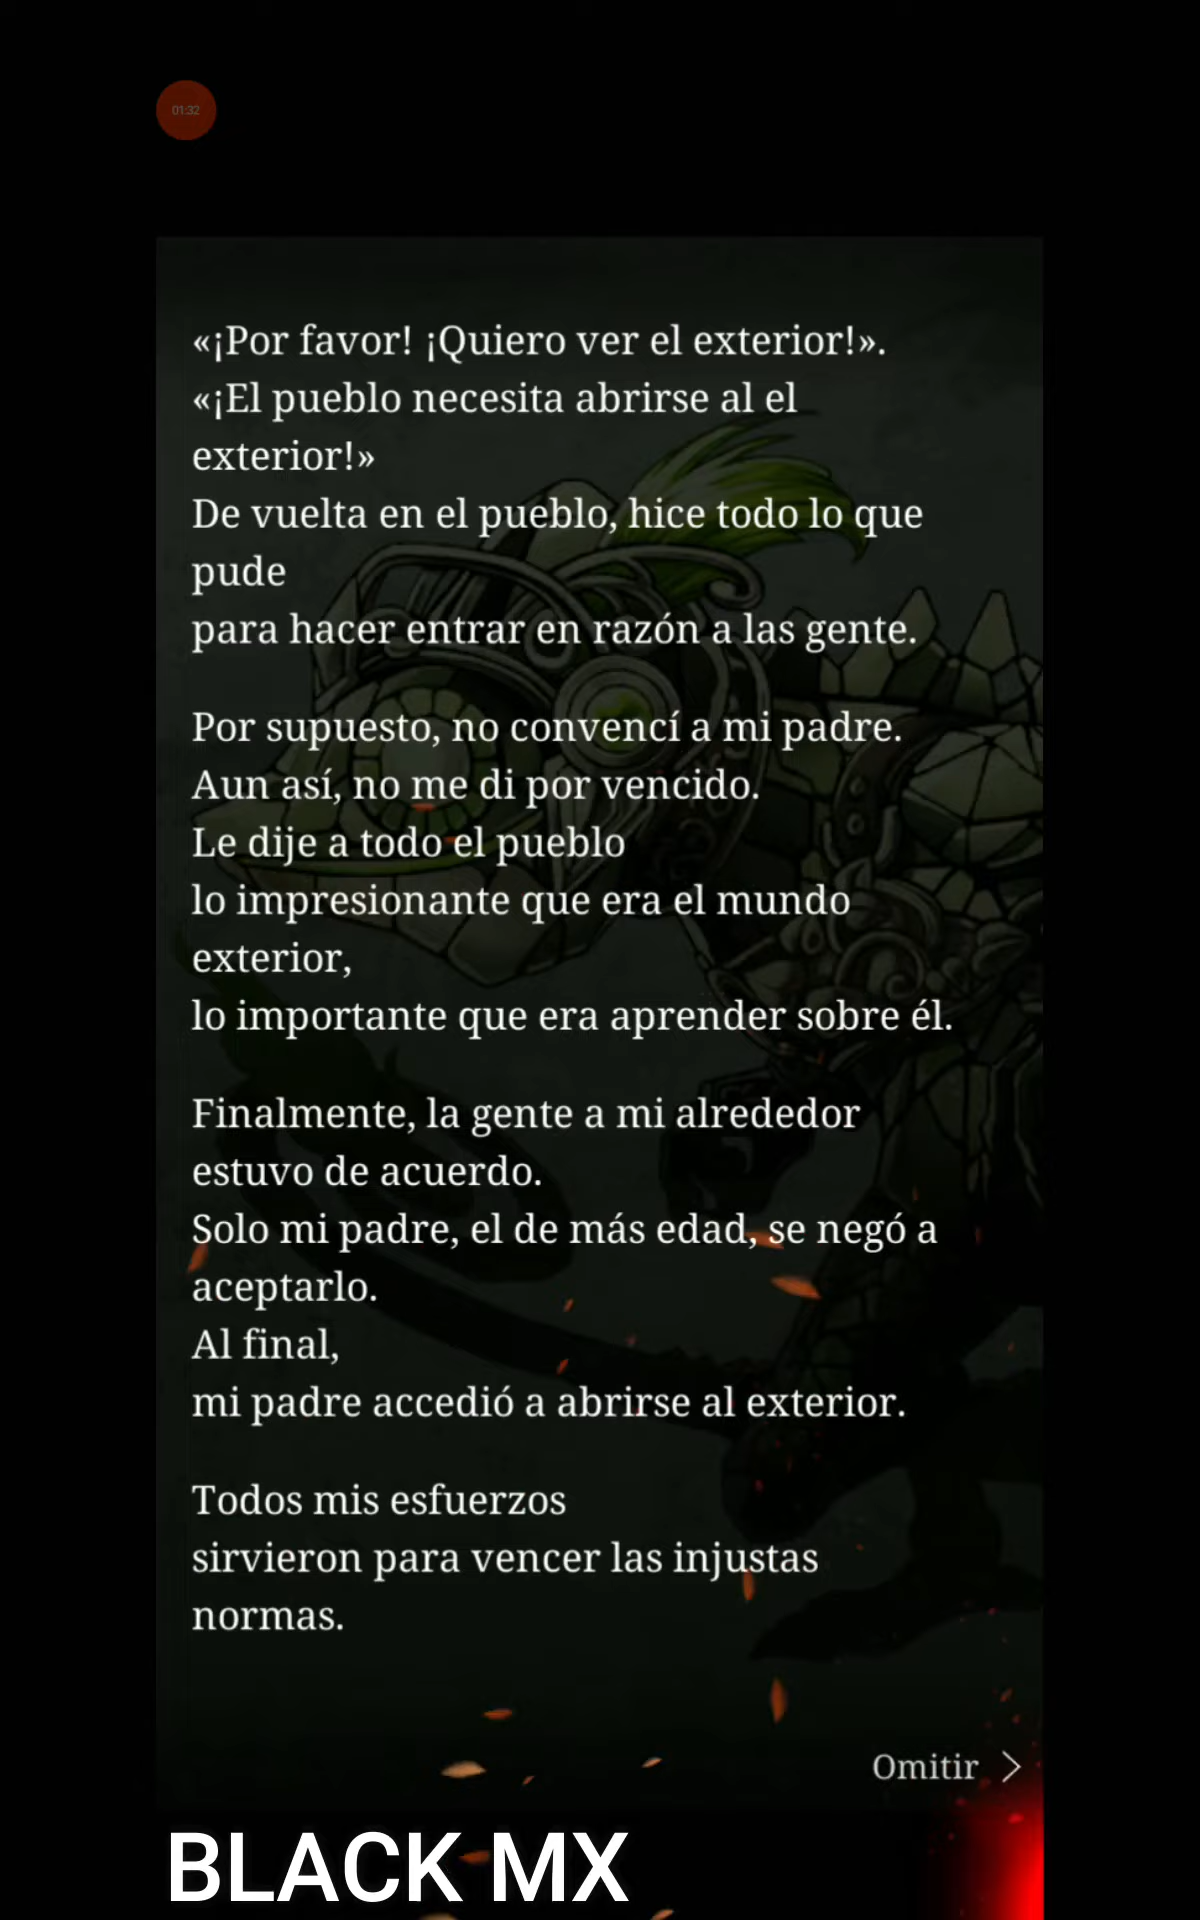 01:32
«¡Por favor! ¡Quiero ver el exterior!».
«¡El pueblo necesita abrirse al el
exterior!»
De vuelta en el pueblo, hice todo lo que
pude
para hacer entrar en razón a las gente.
Por supuesto, no convencí a mi padre.
Aun así, no me di por vencido.
Le dije a todo el pueblo
lo impresionante que era el mundo
exterior,
lo importante que era aprender sobre él.
Finalmente, la gente a mi alrededor
estuvo de acuerdo.
Solo mi padre, el de más edad, se negó a
aceptarlo.
Al final,
mi padre accedió a abrirse al exterior.
Todos mis esfuerzos
sirvieron para vencer las injustas
normas.
Omitir
BLACK MX